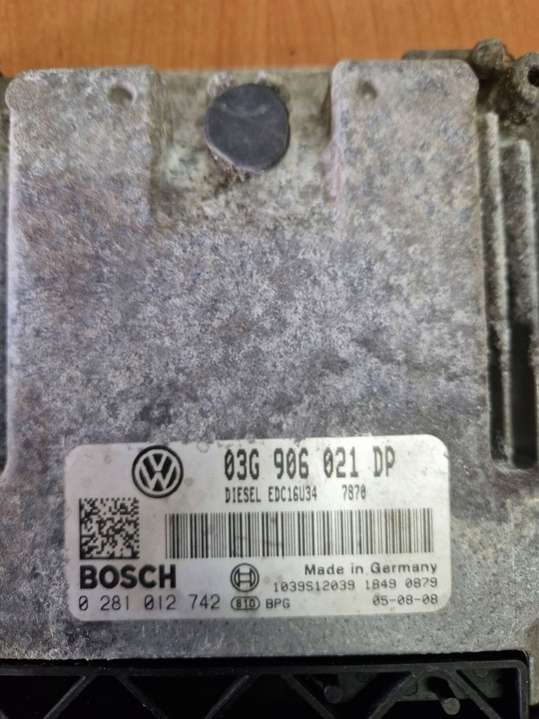 03G 906 021 DP
DIESEL EDC16U34 7870
BOSCH
Made in Germany
1039S12039 1849 0879
0 281 012 742 810 BPG 05-08-08